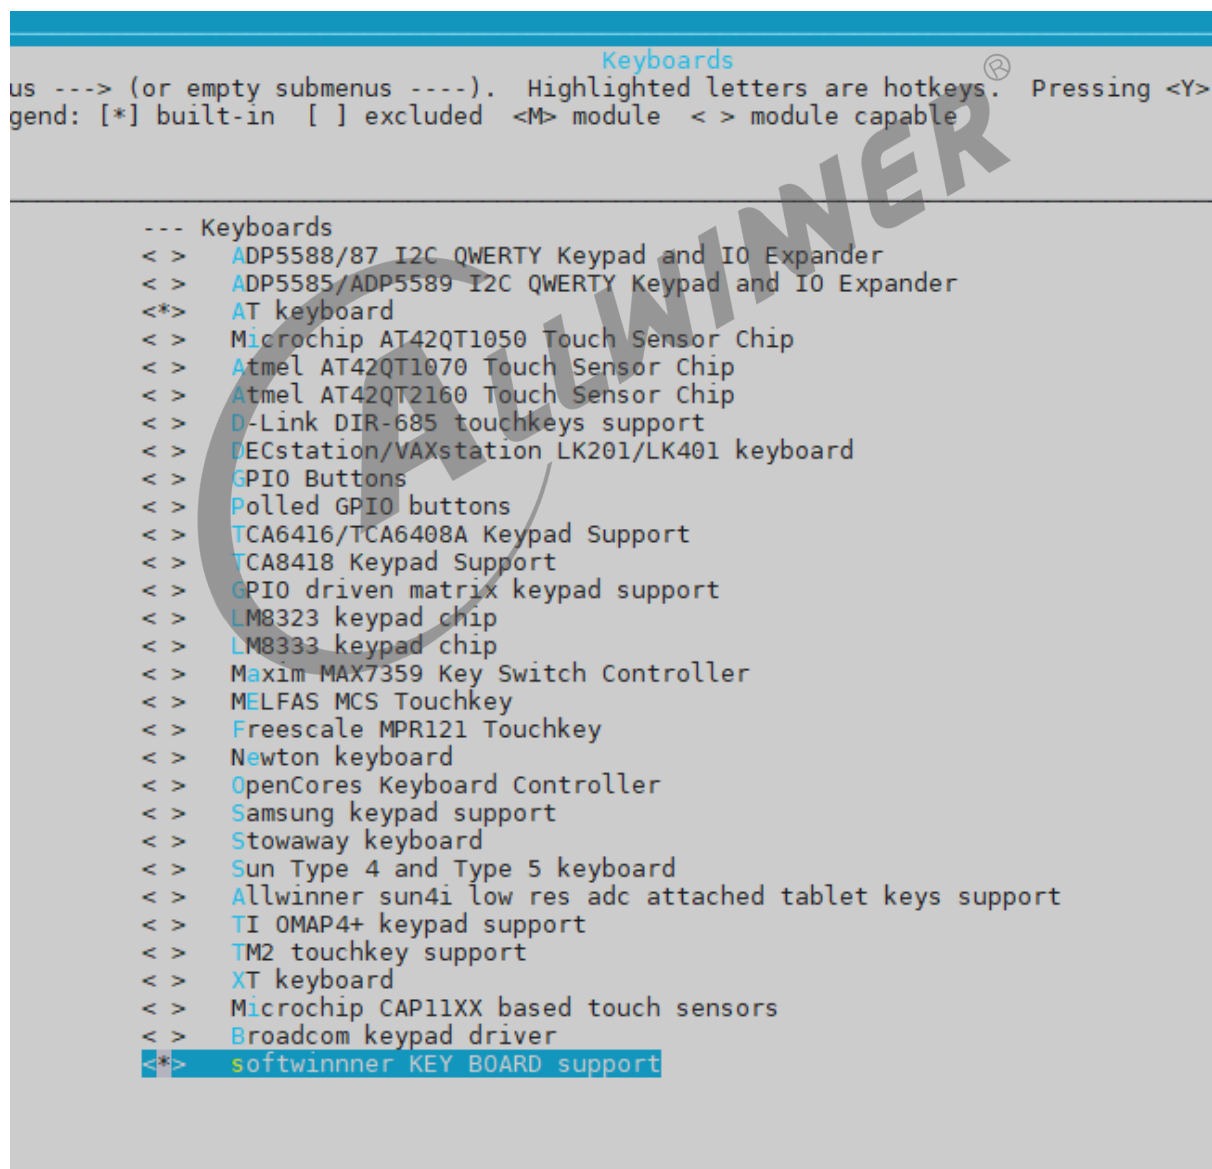 Keyboards
us ---> (or empty submenus ----).  Highlighted letters are hotkeys.  Pressing <Y>
gend: [*] built-in  [ ] excluded  <M> module  < > module capable
ALLWINNER®
--- Keyboards
< >   ADP5588/87 I2C QWERTY Keypad and IO Expander
< >   ADP5585/ADP5589 I2C QWERTY Keypad and IO Expander
<*>   AT keyboard
< >   Microchip AT42QT1050 Touch Sensor Chip
< >   Atmel AT42QT1070 Touch Sensor Chip
< >   Atmel AT42QT2160 Touch Sensor Chip
< >   D-Link DIR-685 touchkeys support
< >   DECstation/VAXstation LK201/LK401 keyboard
< >   GPIO Buttons
< >   Polled GPIO buttons
< >   TCA6416/TCA6408A Keypad Support
< >   TCA8418 Keypad Support
< >   GPIO driven matrix keypad support
< >   LM8323 keypad chip
< >   LM8333 keypad chip
< >   Maxim MAX7359 Key Switch Controller
< >   MELFAS MCS Touchkey
< >   Freescale MPR121 Touchkey
< >   Newton keyboard
< >   OpenCores Keyboard Controller
< >   Samsung keypad support
< >   Stowaway keyboard
< >   Sun Type 4 and Type 5 keyboard
< >   Allwinner sun4i low res adc attached tablet keys support
< >   TI OMAP4+ keypad support
< >   TM2 touchkey support
< >   XT keyboard
< >   Microchip CAP11XX based touch sensors
< >   Broadcom keypad driver
<*>   softwinnner KEY BOARD support